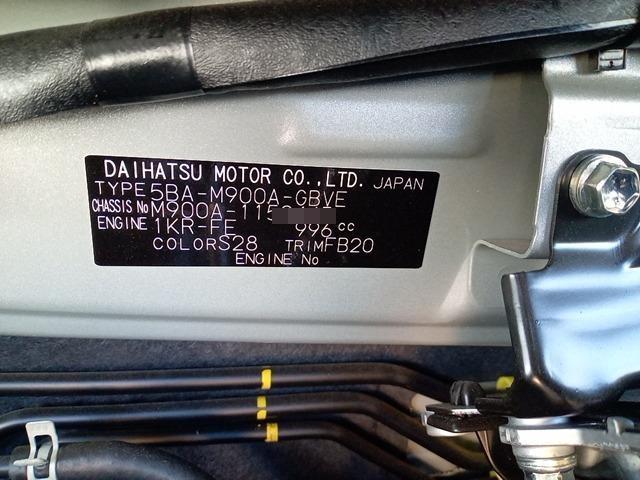 DAIHATSU MOTOR CO.,LTD. JAPAN
TYPE 5BA-M900A-GBVE
CHASSIS No M900A-115
ENGINE 1KR-FE 996 cc
COLOR S28 TRIM FB20
ENGINE No